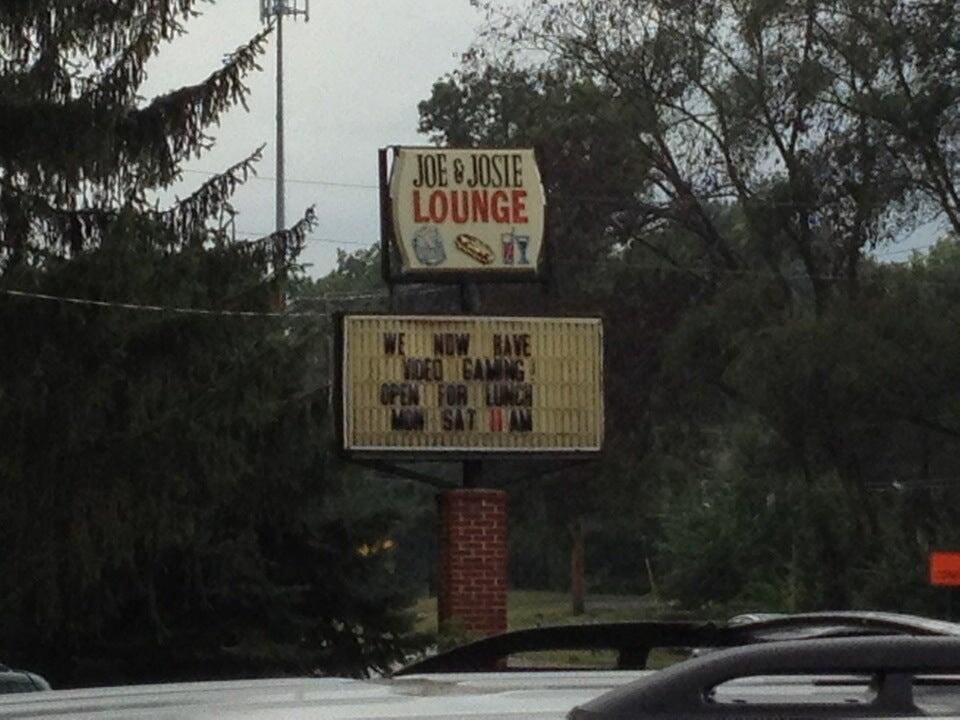 JOE & JOSIE
LOUNGE
WE NOW HAVE
VIDEO GAMING!
OPEN FOR LUNCH
MON SAT 11 AM